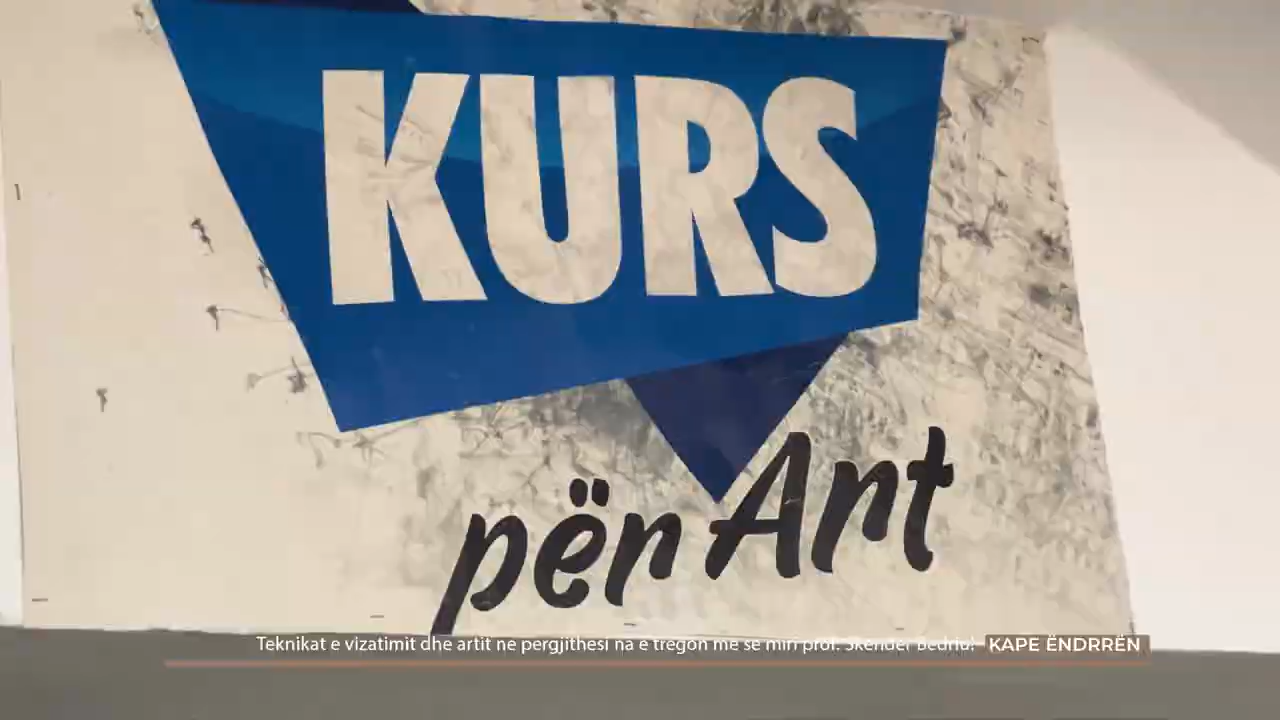 KURS
për Art
Teknikat e vizatimit dhe artit ne pergjithesi na e tregon me se miri prof. Skender Bedriu! KAPE ËNDRRËN